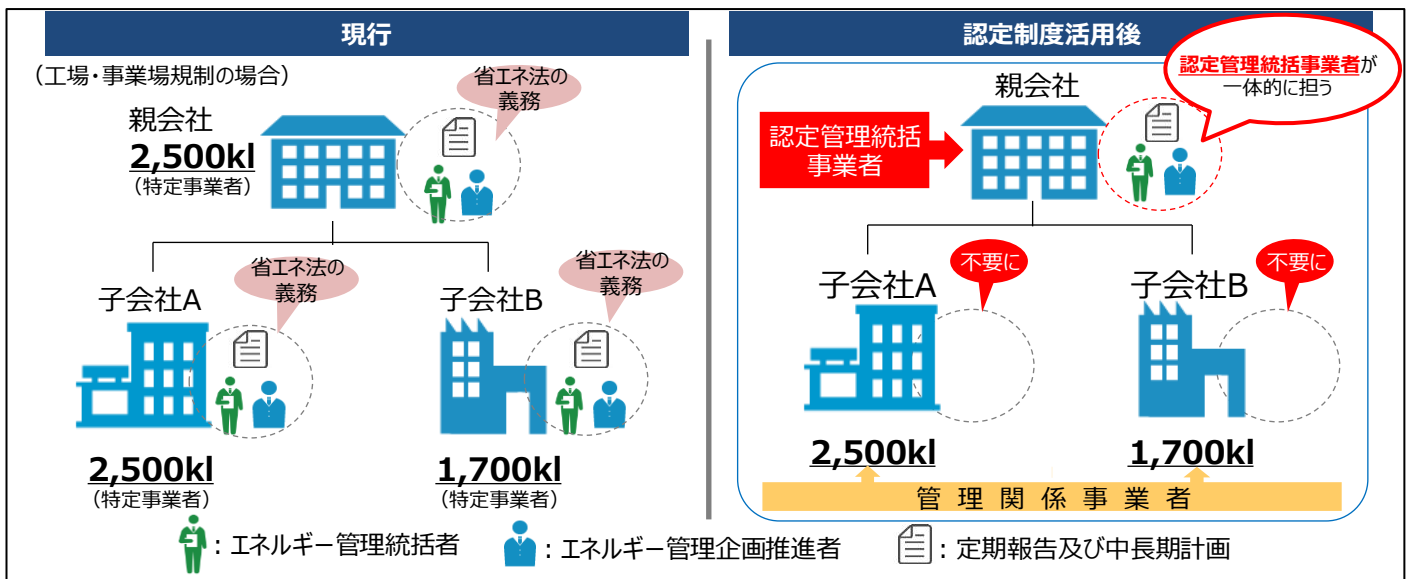 現行
（工場・事業場規制の場合）
省エネ法の
義務
親会社
2,500kl
（特定事業者）
省エネ法の
義務
子会社A
2,500kl
（特定事業者）
省エネ法の
義務
子会社B
1,700kl
（特定事業者）
認定制度活用後
認定管理統括事業者が
一体的に担う
親会社
認定管理統括
事業者
不要に
子会社A
2,500kl
不要に
子会社B
1,700kl
管理関係事業者
：エネルギー管理統括者
：エネルギー管理企画推進者
：定期報告及び中長期計画